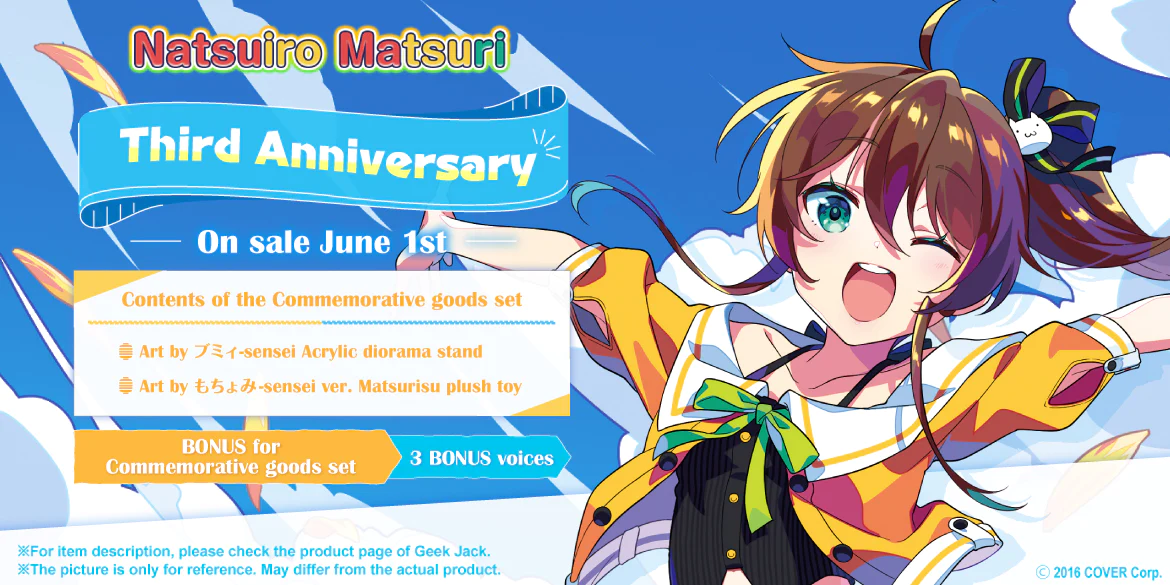 Natsuiro Matsuri
Third Anniversary
On sale June 1st
Contents of the Commemorative goods set
Art by プミィ-sensei Acrylic diorama stand
Art by もちょみ-sensei ver. Matsurisu plush toy
BONUS for
Commemorative goods set
3 BONUS voices
※For item description, please check the product page of Geek Jack.
※The picture is only for reference. May differ from the actual product.
© 2016 COVER Corp.